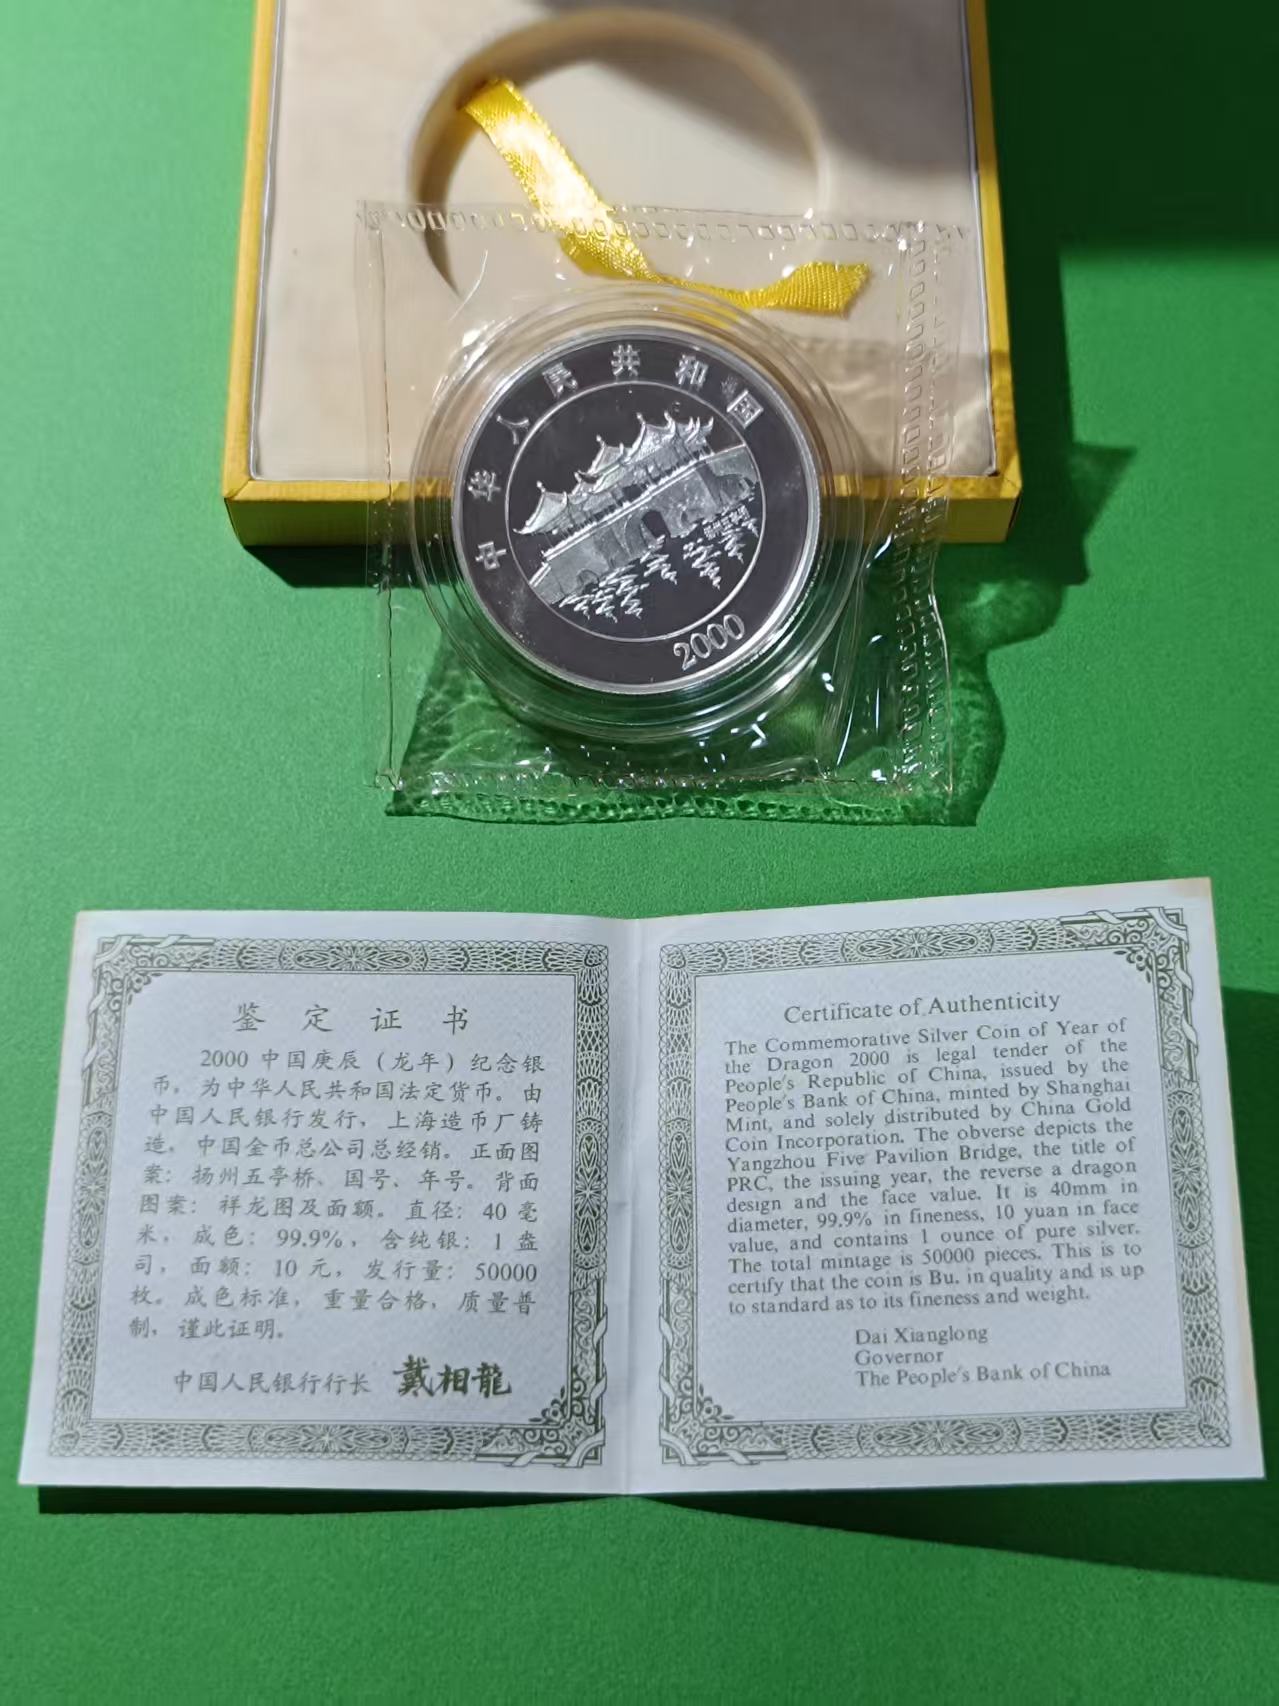 中华人民共和国
2000
鉴定证书
2000 中国庚辰（龙年）纪念银
币，为中华人民共和国法定货币。由
中国人民银行发行，上海造币厂铸
造，中国金币总公司总经销。正面图
案：扬州五亭桥、国号、年号。背面
图案：祥龙图及面额。直径：40 毫
米，成色：99.9%，含纯银：1 盎
司，面额：10 元，发行量：50000
枚。成色标准，重量合格，质量普
制，谨此证明。
中国人民银行行长 戴相龍
Certificate of Authenticity
The Commemorative Silver Coin of Year of
the Dragon 2000 is legal tender of the
People's Republic of China, issued by the
People's Bank of China, minted by Shanghai
Mint, and solely distributed by China Gold
Coin Incorporation. The obverse depicts the
Yangzhou Five Pavilion Bridge, the title of
PRC, the issuing year, the reverse a dragon
design and the face value. It is 40mm in
diameter, 99.9% in fineness, 10 yuan in face
value, and contains 1 ounce of pure silver.
The total mintage is 50000 pieces. This is to
certify that the coin is Bu. in quality and is up
to standard as to its fineness and weight.
Dai Xianglong
Governor
The People's Bank of China